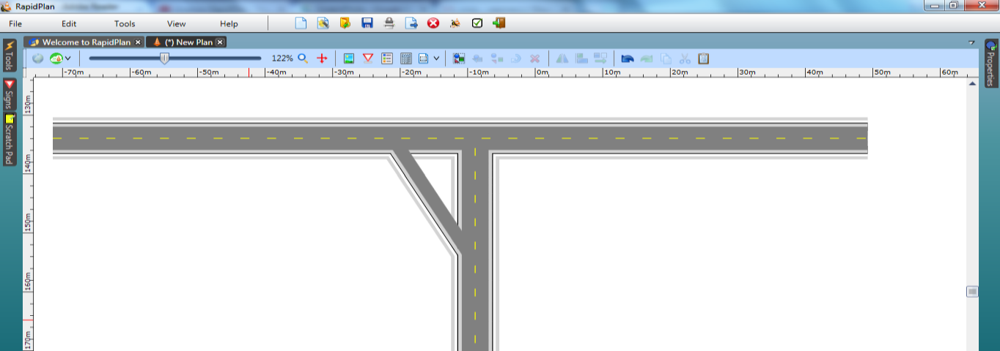 RapidPlan
File Edit Tools View Help
Welcome to RapidPlan (*) New Plan
122%
-70m -60m -50m -40m -30m -20m -10m 0m 10m 20m 30m 40m 50m 60m
Tools
Signs
Scratch Pad
130m
140m
150m
160m
170m
Properties